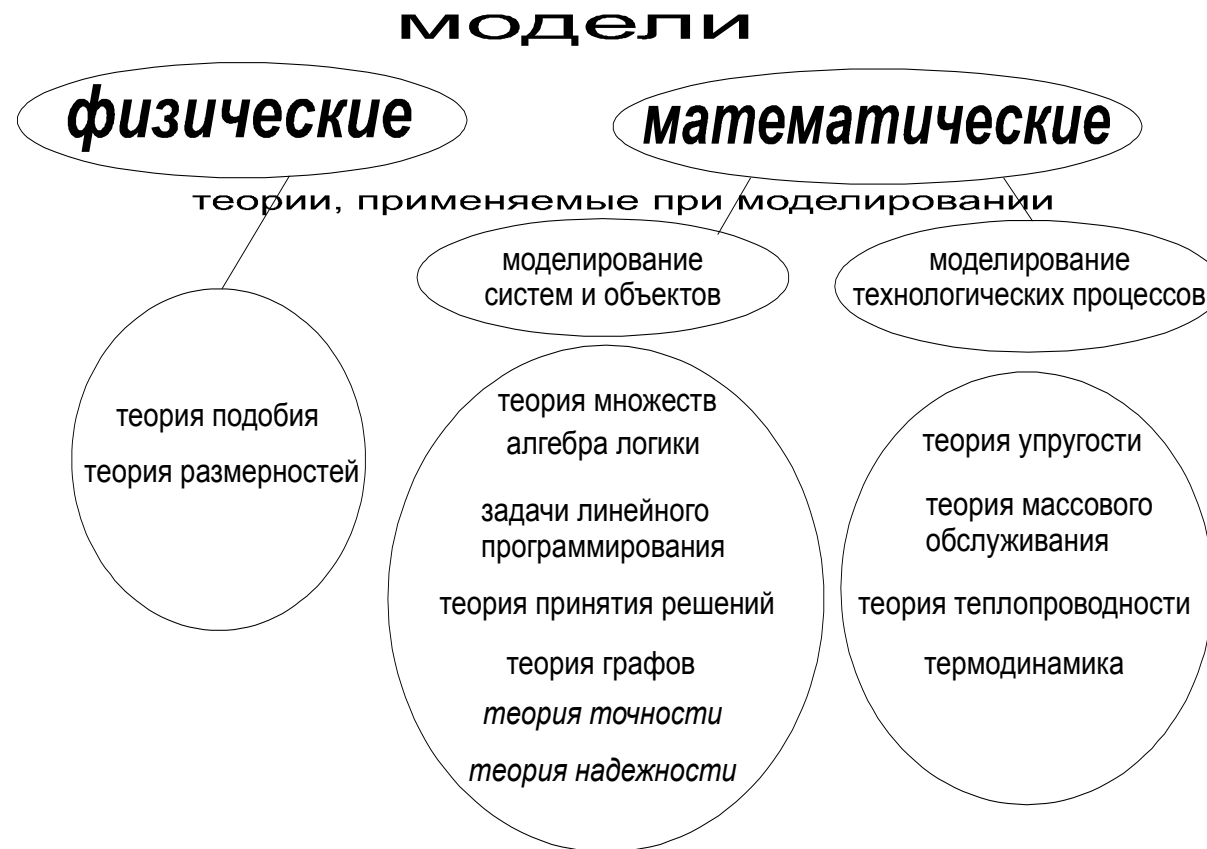 модели
физические
математические
теории, применяемые при моделировании
моделирование
систем и объектов
моделирование
технологических процессов
теория подобия
теория размерностей
теория множеств
алгебра логики
задачи линейного
программирования
теория принятия решений
теория графов
теория точности
теория надежности
теория упругости
теория массового
обслуживания
теория теплопроводности
термодинамика